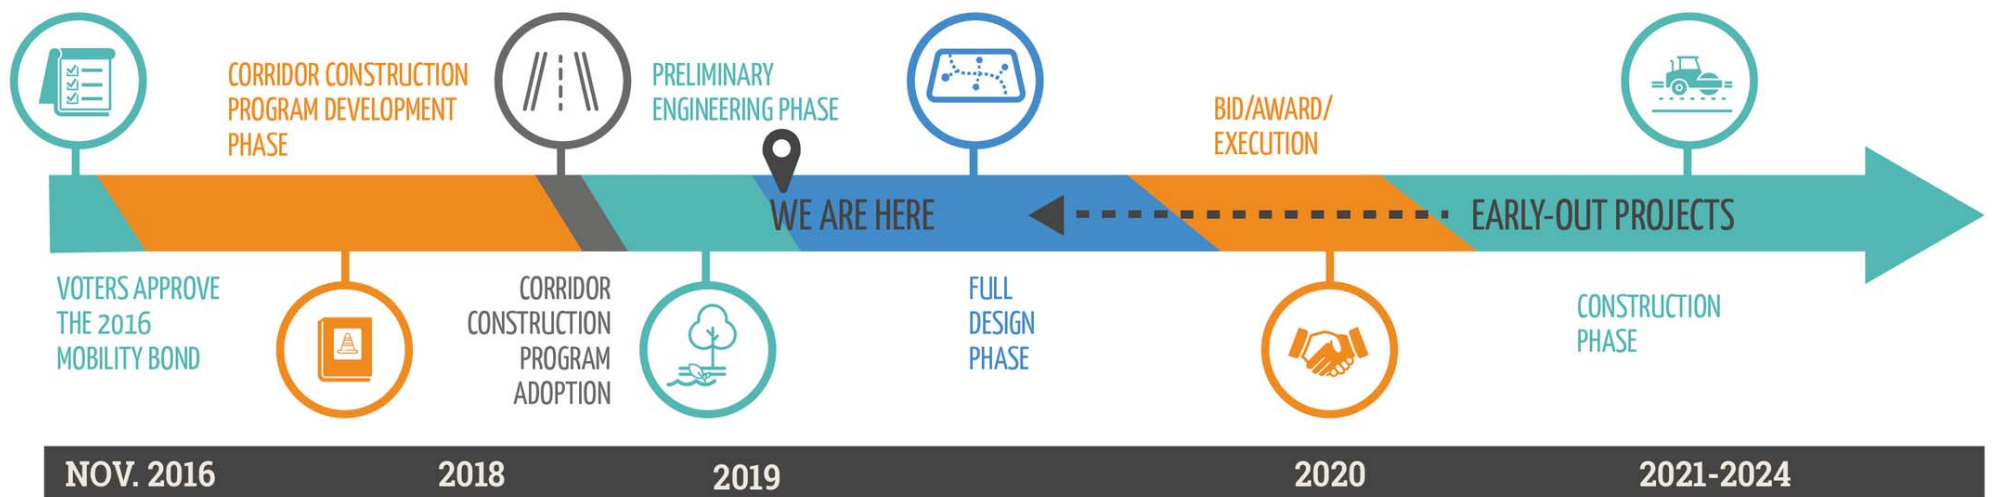 CORRIDOR CONSTRUCTION
PROGRAM DEVELOPMENT
PHASE
PRELIMINARY
ENGINEERING PHASE
BID/AWARD/
EXECUTION
WE ARE HERE
EARLY-OUT PROJECTS
VOTERS APPROVE
THE 2016
MOBILITY BOND
CORRIDOR
CONSTRUCTION
PROGRAM
ADOPTION
FULL
DESIGN
PHASE
CONSTRUCTION
PHASE
NOV. 2016
2018
2019
2020
2021-2024